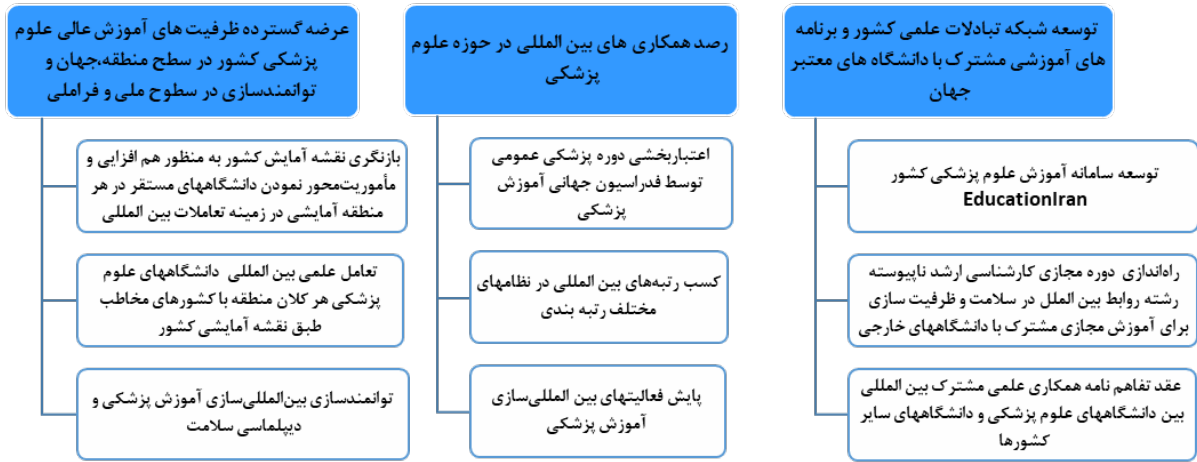 توسعه شبکه تبادلات علمی کشور و برنامه
های آموزشی مشترک با دانشگاه های معتبر
جهان
توسعه سامانه آموزش علوم پزشکی کشور
EducationIran
راه‌اندازی دوره مجازی کارشناسی ارشد ناپیوسته
رشته روابط بین الملل در سلامت و ظرفیت سازی
برای آموزش مجازی مشترک با دانشگاههای خارجی
عقد تفاهم نامه همکاری علمی مشترک بین المللی
بین دانشگاههای علوم پزشکی و دانشگاههای سایر
کشورها
رصد همکاری های بین المللی در حوزه علوم
پزشکی
اعتباربخشی دوره پزشکی عمومی
توسط فدراسیون جهانی آموزش
پزشکی
کسب رتبه‌های بین المللی در نظامهای
مختلف رتبه بندی
پایش فعالیتهای بین المللی‌سازی
آموزش پزشکی
عرضه گستر ده ظرفیت های آموزش عالی علوم
پزشکی کشور در سطح منطقه،جهان و
توانمندسازی در سطوح ملی و فراملی
بازنگری نقشه آمایش کشور به منظور هم افزایی و
مأموریت‌محور نمودن دانشگاههای مستقر در هر
منطقه آمایشی در زمینه تعاملات بین المللی
تعامل علمی بین المللی دانشگاههای علوم
پزشکی هر کلان منطقه با کشورهای مخاطب
طبق نقشه آمایشی کشور
توانمندسازی بین‌المللی‌سازی آموزش پزشکی و
دیپلماسی سلامت